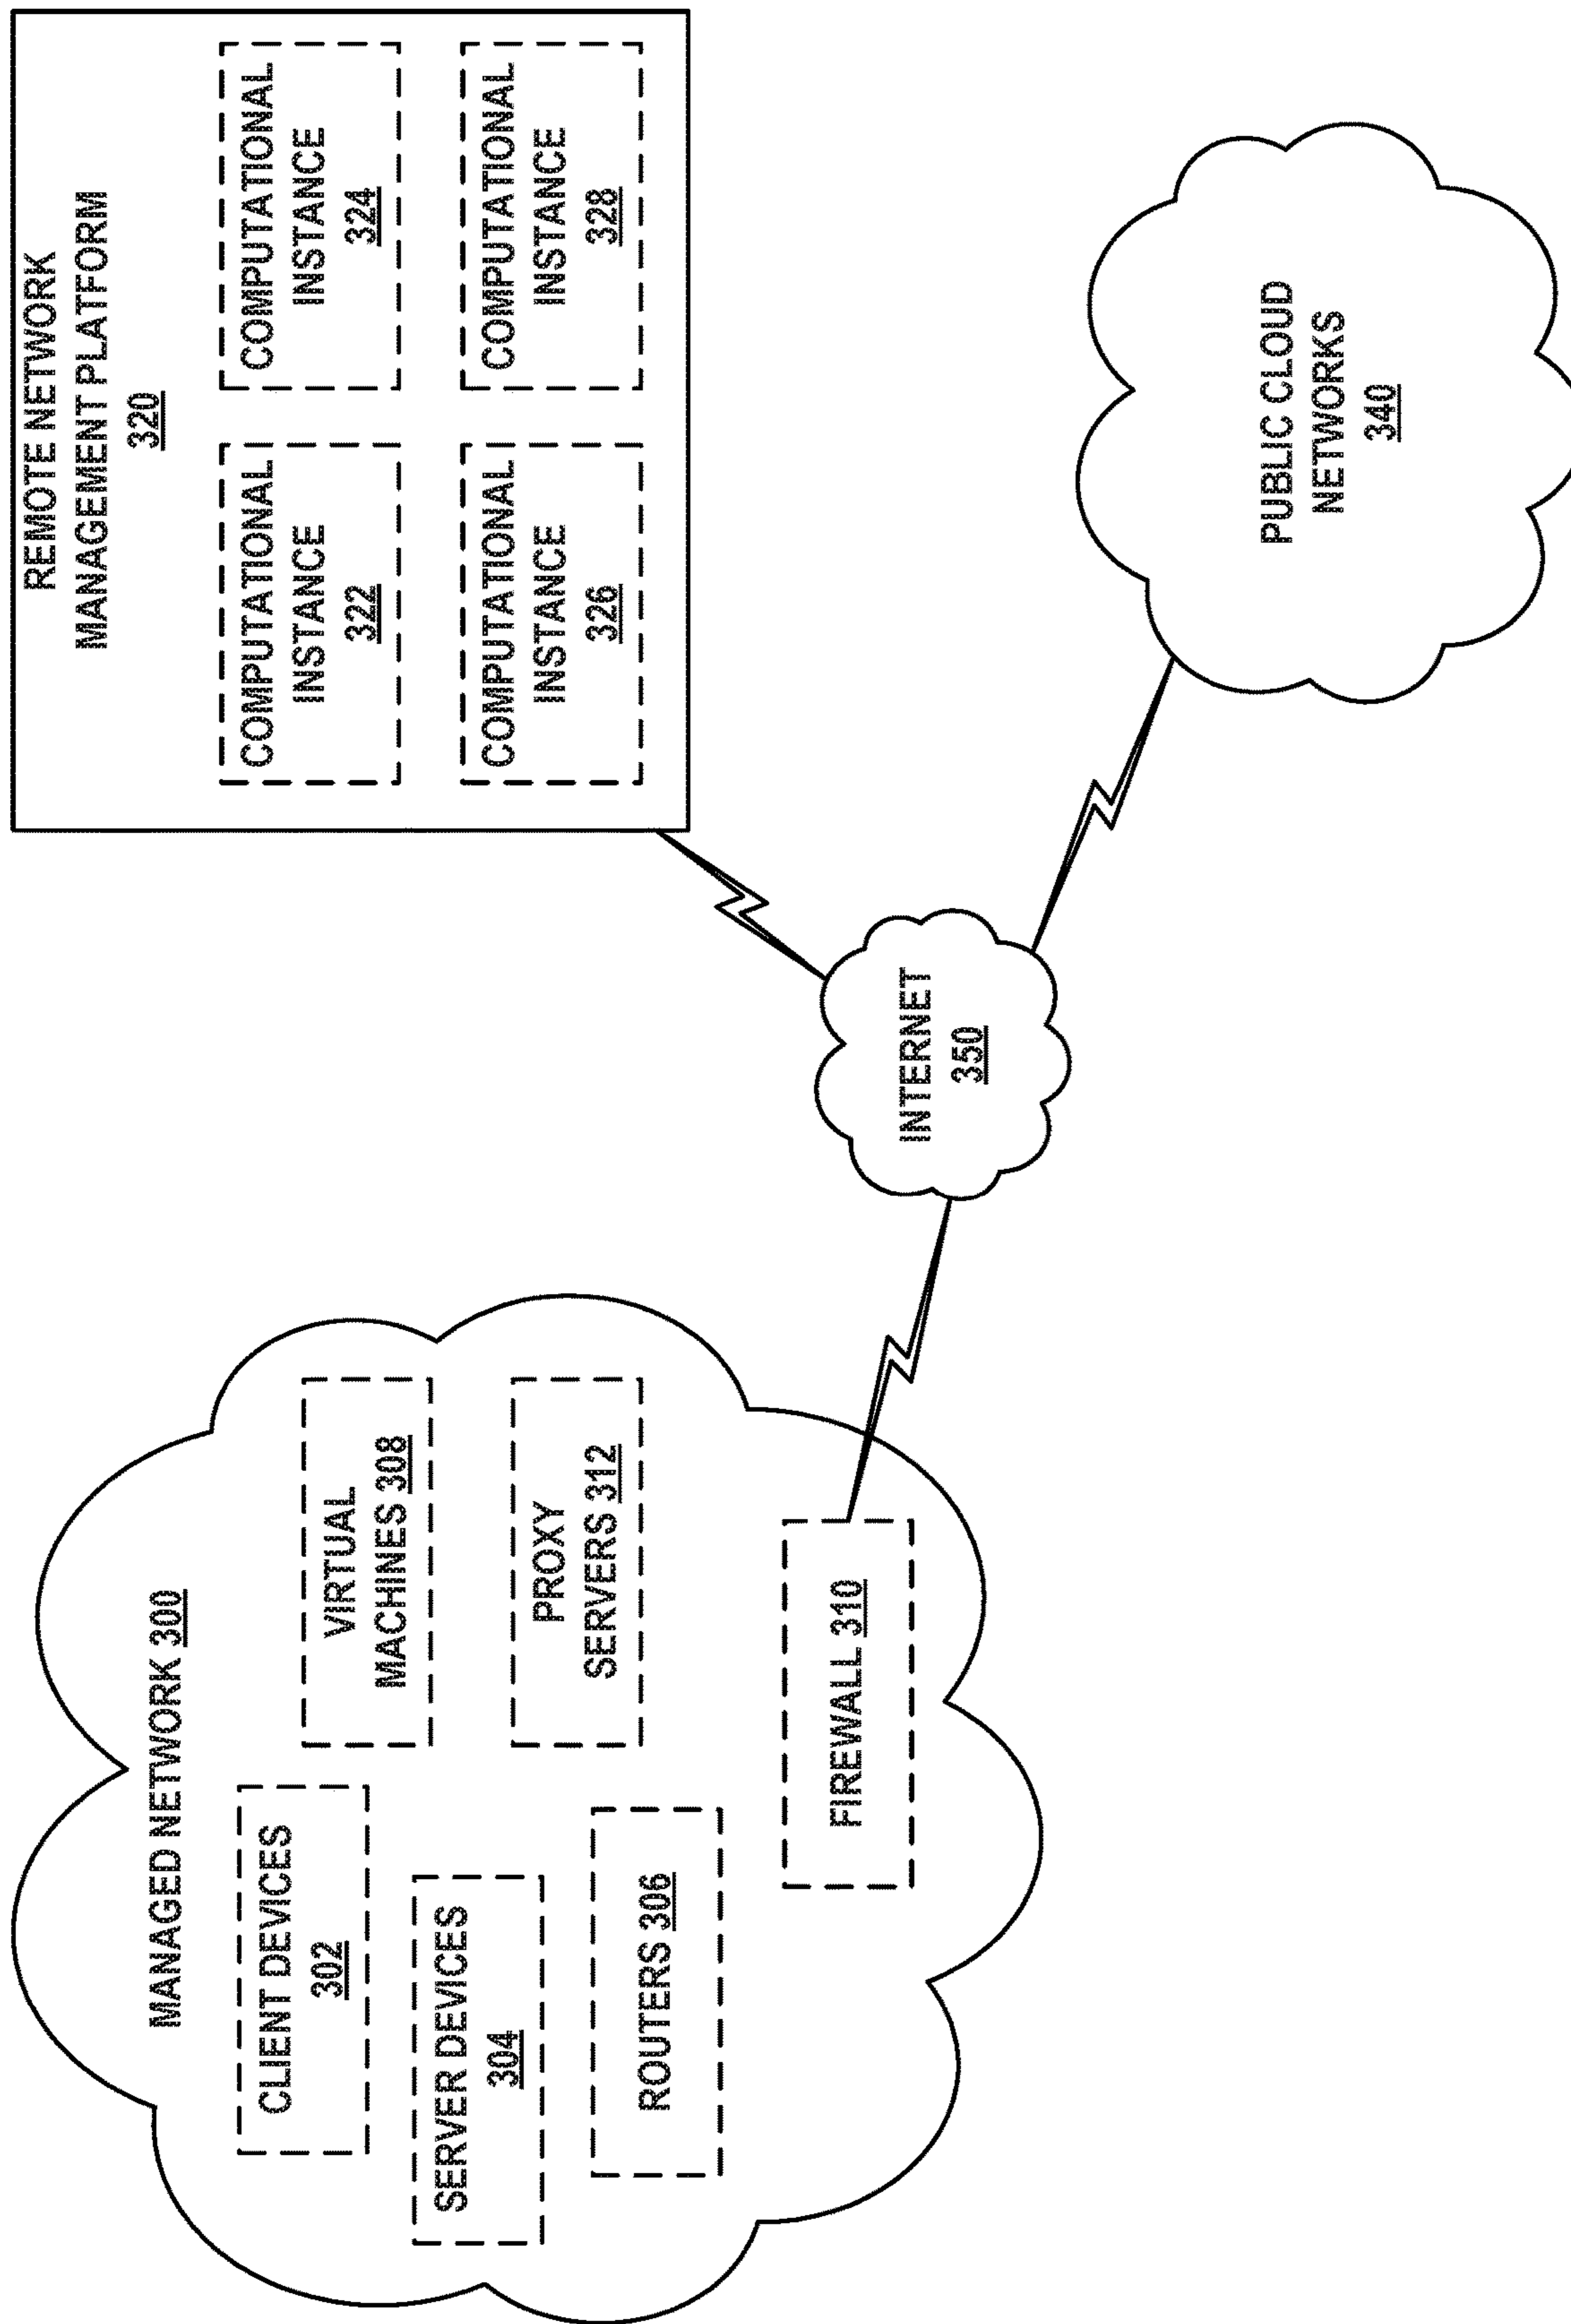 MANAGED NETWORK 300
CLIENT DEVICES
302
SERVER DEVICES
304
ROUTERS 306
VIRTUAL
MACHINES 308
PROXY
SERVERS 312
FIREWALL 310
INTERNET
350
REMOTE NETWORK
MANAGEMENT PLATFORM
320
COMPUTATIONAL
INSTANCE
322
COMPUTATIONAL
INSTANCE
324
COMPUTATIONAL
INSTANCE
326
COMPUTATIONAL
INSTANCE
328
PUBLIC CLOUD
NETWORKS
340